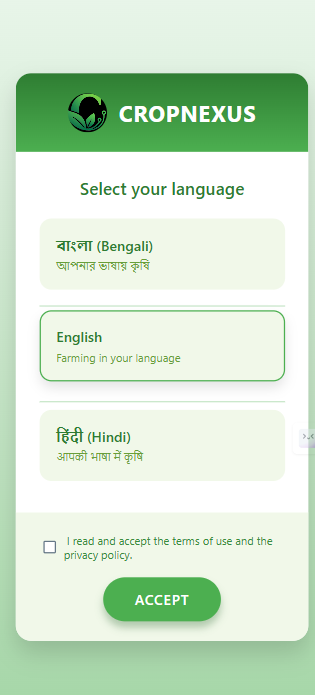 CROPNEXUS
Select your language
বাংলা (Bengali)
আপনার ভাষায় কৃষি
English
Farming in your language
हिंदी (Hindi)
आपकी भाषा में कृषि
I read and accept the terms of use and the
privacy policy.
ACCEPT